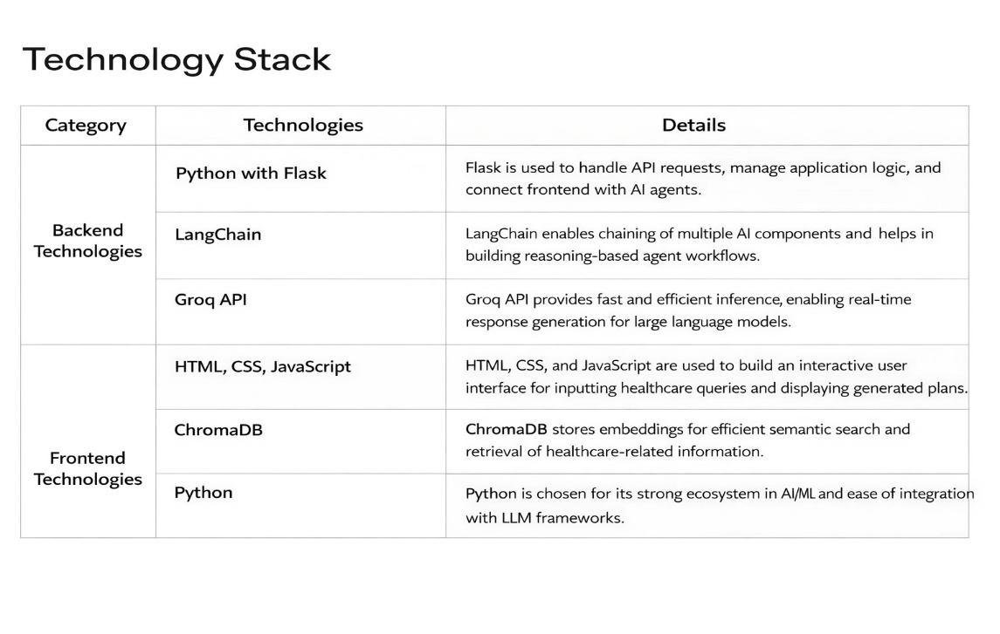 Technology Stack
Category
Technologies
Details
Backend
Technologies
Python with Flask
Flask is used to handle API requests, manage application logic, and
connect frontend with AI agents.
LangChain
LangChain enables chaining of multiple AI components and helps in
building reasoning-based agent workflows.
Groq API
Groq API provides fast and efficient inference, enabling real-time
response generation for large language models.
Frontend
Technologies
HTML, CSS, JavaScript
HTML, CSS, and JavaScript are used to build an interactive user
interface for inputting healthcare queries and displaying generated plans.
ChromaDB
ChromaDB stores embeddings for efficient semantic search and
retrieval of healthcare-related information.
Python
Python is chosen for its strong ecosystem in AI/ML and ease of integration
with LLM frameworks.